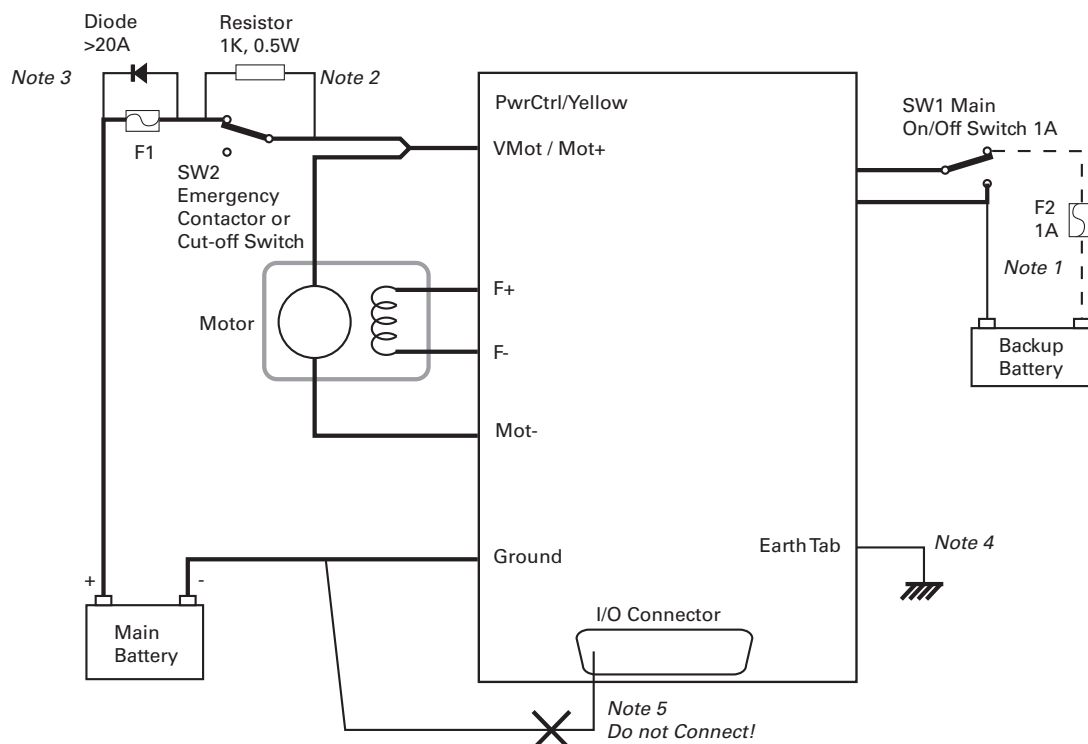 Diode
>20A
Resistor
1K, 0.5W
Note 3
Note 2
F1
SW2
Emergency
Contactor or
Cut-off Switch
PwrCtrl/Yellow
VMot / Mot+
SW1 Main
On/Off Switch 1A
F2
1A
Note 1
Backup
Battery
Motor
F+
F-
Mot-
Ground
Earth Tab
Note 4
+
-
Main
Battery
I/O Connector
Note 5
Do not Connect!